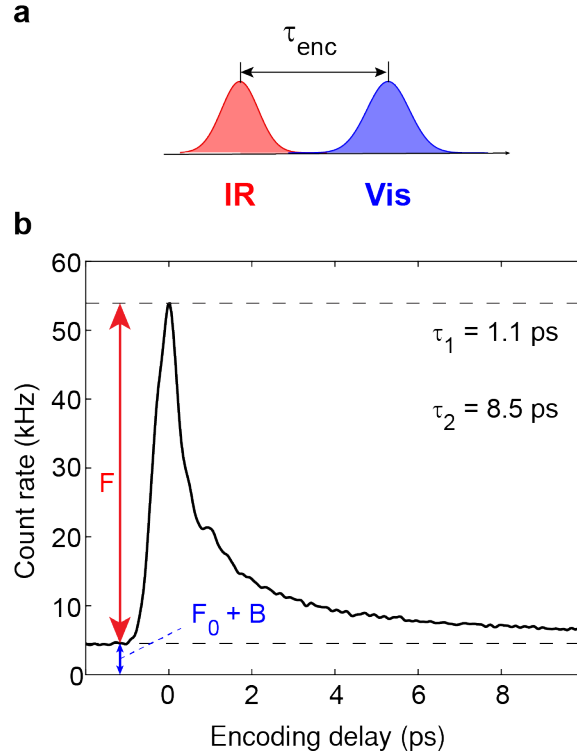 a
τenc
IR Vis
b
60
50
40
30
20
10
0
Count rate (kHz)
F
F0 + B
τ1 = 1.1 ps
τ2 = 8.5 ps
0 2 4 6 8
Encoding delay (ps)